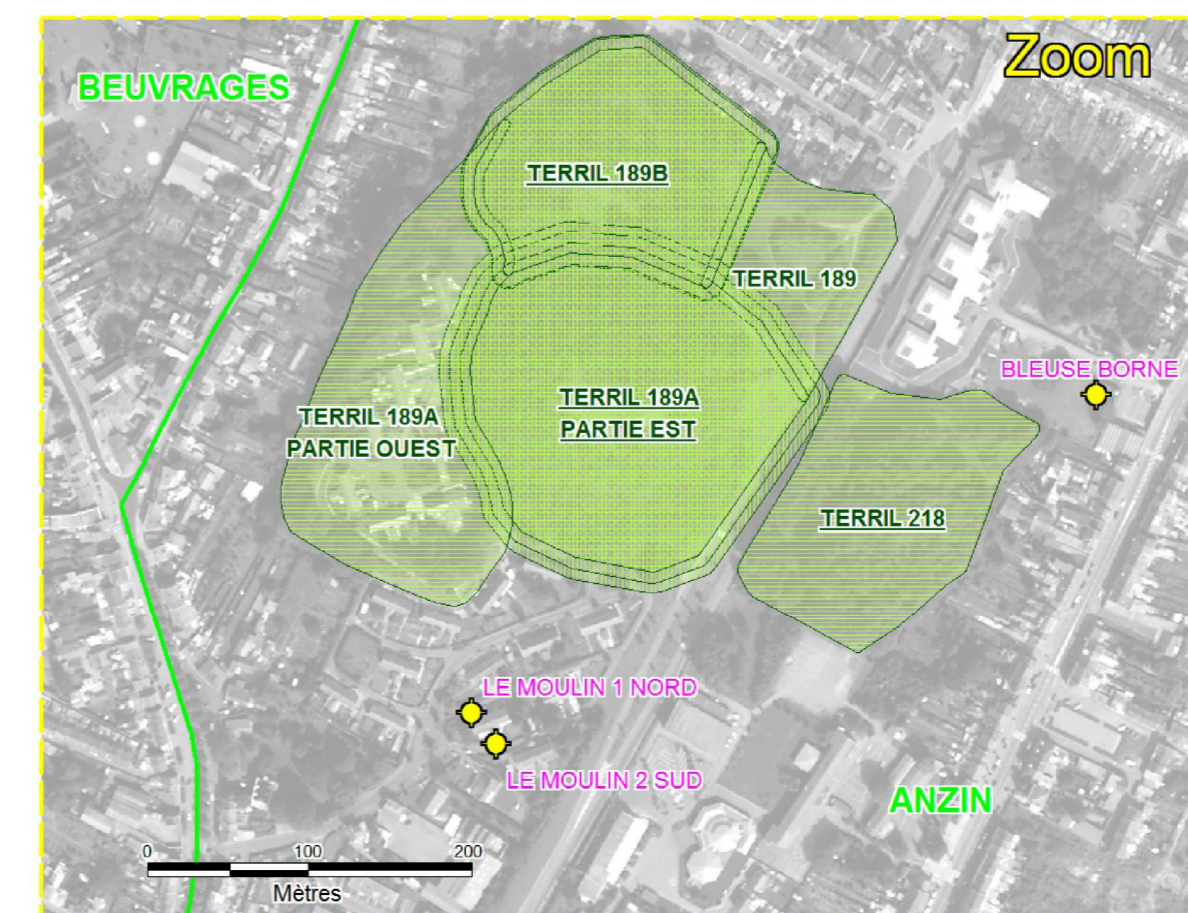 Zoom
BEUVRAGES
TERRIL 189B
TERRIL 189
BLEUSE BORNE
TERRIL 189A
PARTIE EST
TERRIL 189A
PARTIE OUEST
TERRIL 218
LE MOULIN 1 NORD
LE MOULIN 2 SUD
ANZIN
0 100 200
Mètres